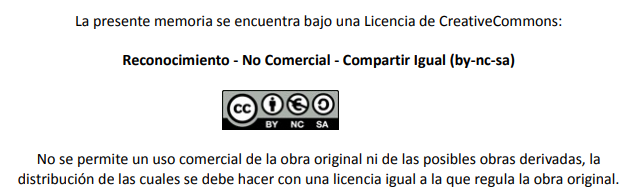 La presente memoria se encuentra bajo una Licencia de CreativeCommons:
Reconocimiento - No Comercial - Compartir Igual (by-nc-sa)
cc
BY NC SA
No se permite un uso comercial de la obra original ni de las posibles obras derivadas, la
distribución de las cuales se debe hacer con una licencia igual a la que regula la obra original.